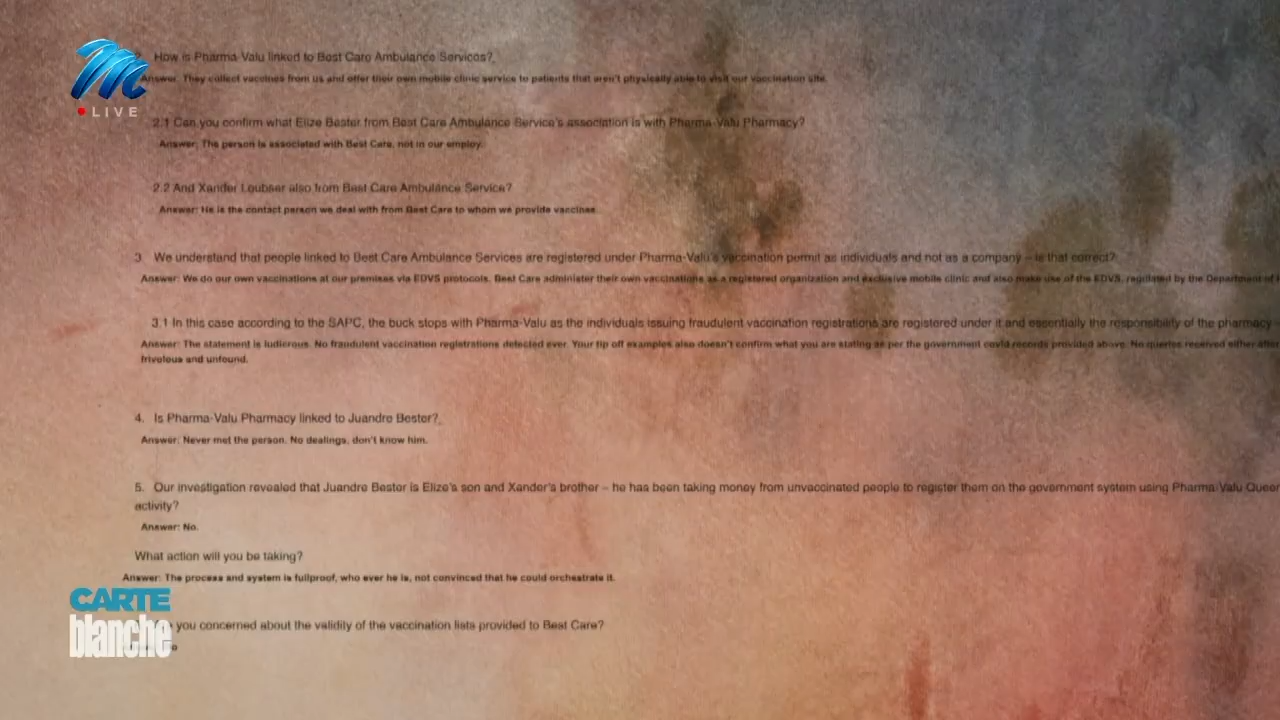 How is Pharma-Valu linked to Best Care Ambulance Services?
Answer: They collect vaccines from us and offer their own mobile clinic service to patients that aren't physically able to visit our vaccination site.
LIVE
2.1 Can you confirm what Elize Bester from Best Care Ambulance Service's association is with Pharma-Valu Pharmacy?
Answer: The person is associated with Best Care, not in our employ.
2.2 And Xander Loubser also from Best Care Ambulance Service?
Answer: He is the contact person we deal with from Best Care to whom we provide vaccines.
3 We understand that people linked to Best Care Ambulance Services are registered under Pharma-Valu's vaccination permit as individuals and not as a company – is that correct?
Answer: We do our own vaccinations at our premises via EDVS protocols. Best Care administer their own vaccinations as a registered organization and exclusive mobile clinic and also make use of the EDVS, regulated by the Department of
3.1 In this case according to the SAPC, the buck stops with Pharma-Valu as the individuals issuing fraudulent vaccination registrations are registered under it and essentially the responsibility of the pharmacy
Answer: The statement is ludicrous. No fraudulent vaccination registrations detected ever. Your tip off examples also doesn't confirm what you are stating as per the government covid records provided above. No queries received either after
frivolous and unfound.
4. Is Pharma-Valu Pharmacy linked to Juandre Bester?
Answer: Never met the person. No dealings, don't know him.
5. Our investigation revealed that Juandre Bester is Elize's son and Xander's brother – he has been taking money from unvaccinated people to register them on the government system using Pharma-Valu
activity?
Answer: No.
What action will you be taking?
Answer: The process and system is fullproof, who ever he is, not convinced that he could orchestrate it.
CARTE
blanche
you concerned about the validity of the vaccination lists provided to Best Care?